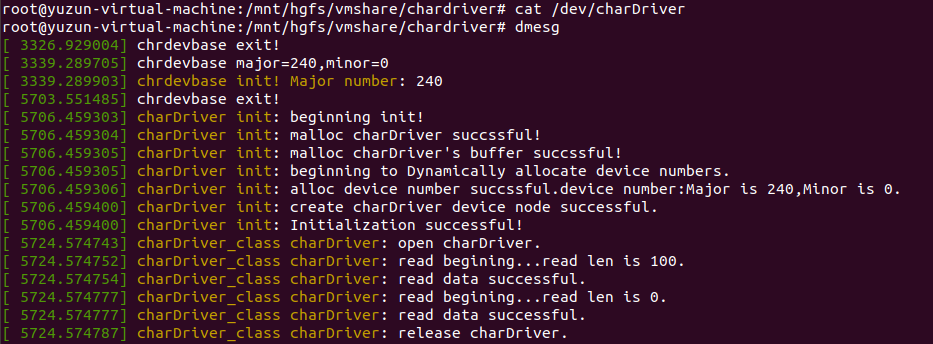 root@yuzun-virtual-machine:/mnt/hgfs/vmshare/chardriver# cat /dev/charDriver
root@yuzun-virtual-machine:/mnt/hgfs/vmshare/chardriver# dmesg
[ 3326.929004] chrdevbase exit!
[ 3339.289705] chrdevbase major=240,minor=0
[ 3339.289903] chrdevbase init! Major number: 240
[ 5703.551485] chrdevbase exit!
[ 5706.459303] charDriver init: beginning init!
[ 5706.459304] charDriver init: malloc charDriver succssful!
[ 5706.459305] charDriver init: malloc charDriver's buffer succssful!
[ 5706.459305] charDriver init: beginning to Dynamically allocate device numbers.
[ 5706.459306] charDriver init: alloc device number succssful.device number:Major is 240,Minor is 0.
[ 5706.459400] charDriver init: create charDriver device node successful.
[ 5706.459400] charDriver init: Initialization successful!
[ 5724.574743] charDriver_class charDriver: open charDriver.
[ 5724.574752] charDriver_class charDriver: read begining...read len is 100.
[ 5724.574754] charDriver_class charDriver: read data successful.
[ 5724.574777] charDriver_class charDriver: read begining...read len is 0.
[ 5724.574777] charDriver_class charDriver: read data successful.
[ 5724.574787] charDriver_class charDriver: release charDriver.